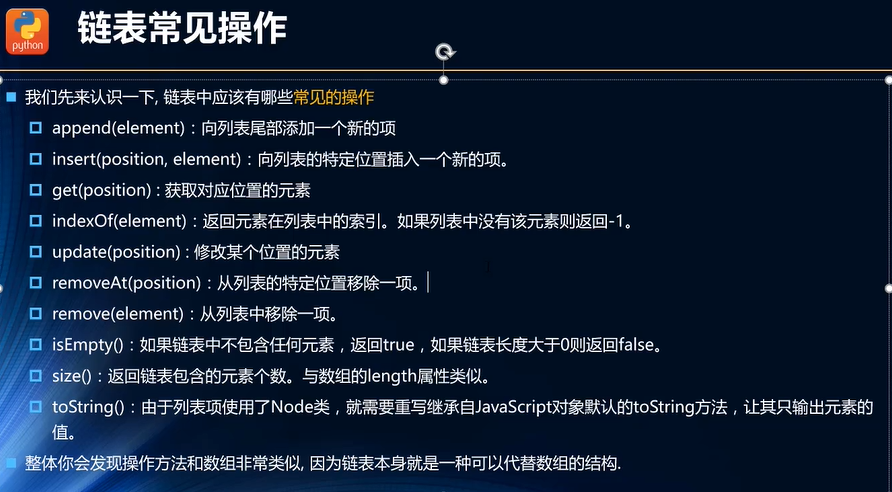 python
链表常见操作
我们先来认识一下, 链表中应该有哪些常见的操作
append(element)：向列表尾部添加一个新的项
insert(position, element)：向列表的特定位置插入一个新的项。
get(position) : 获取对应位置的元素
indexOf(element)：返回元素在列表中的索引。如果列表中没有该元素则返回-1。
update(position) : 修改某个位置的元素
removeAt(position)：从列表的特定位置移除一项。
remove(element)：从列表中移除一项。
isEmpty()：如果链表中不包含任何元素，返回true，如果链表长度大于0则返回false。
size()：返回链表包含的元素个数。与数组的length属性类似。
toString()：由于列表项使用了Node类，就需要重写继承自JavaScript对象默认的toString方法，让其只输出元素的
值。
整体你会发现操作方法和数组非常类似, 因为链表本身就是一种可以代替数组的结构.